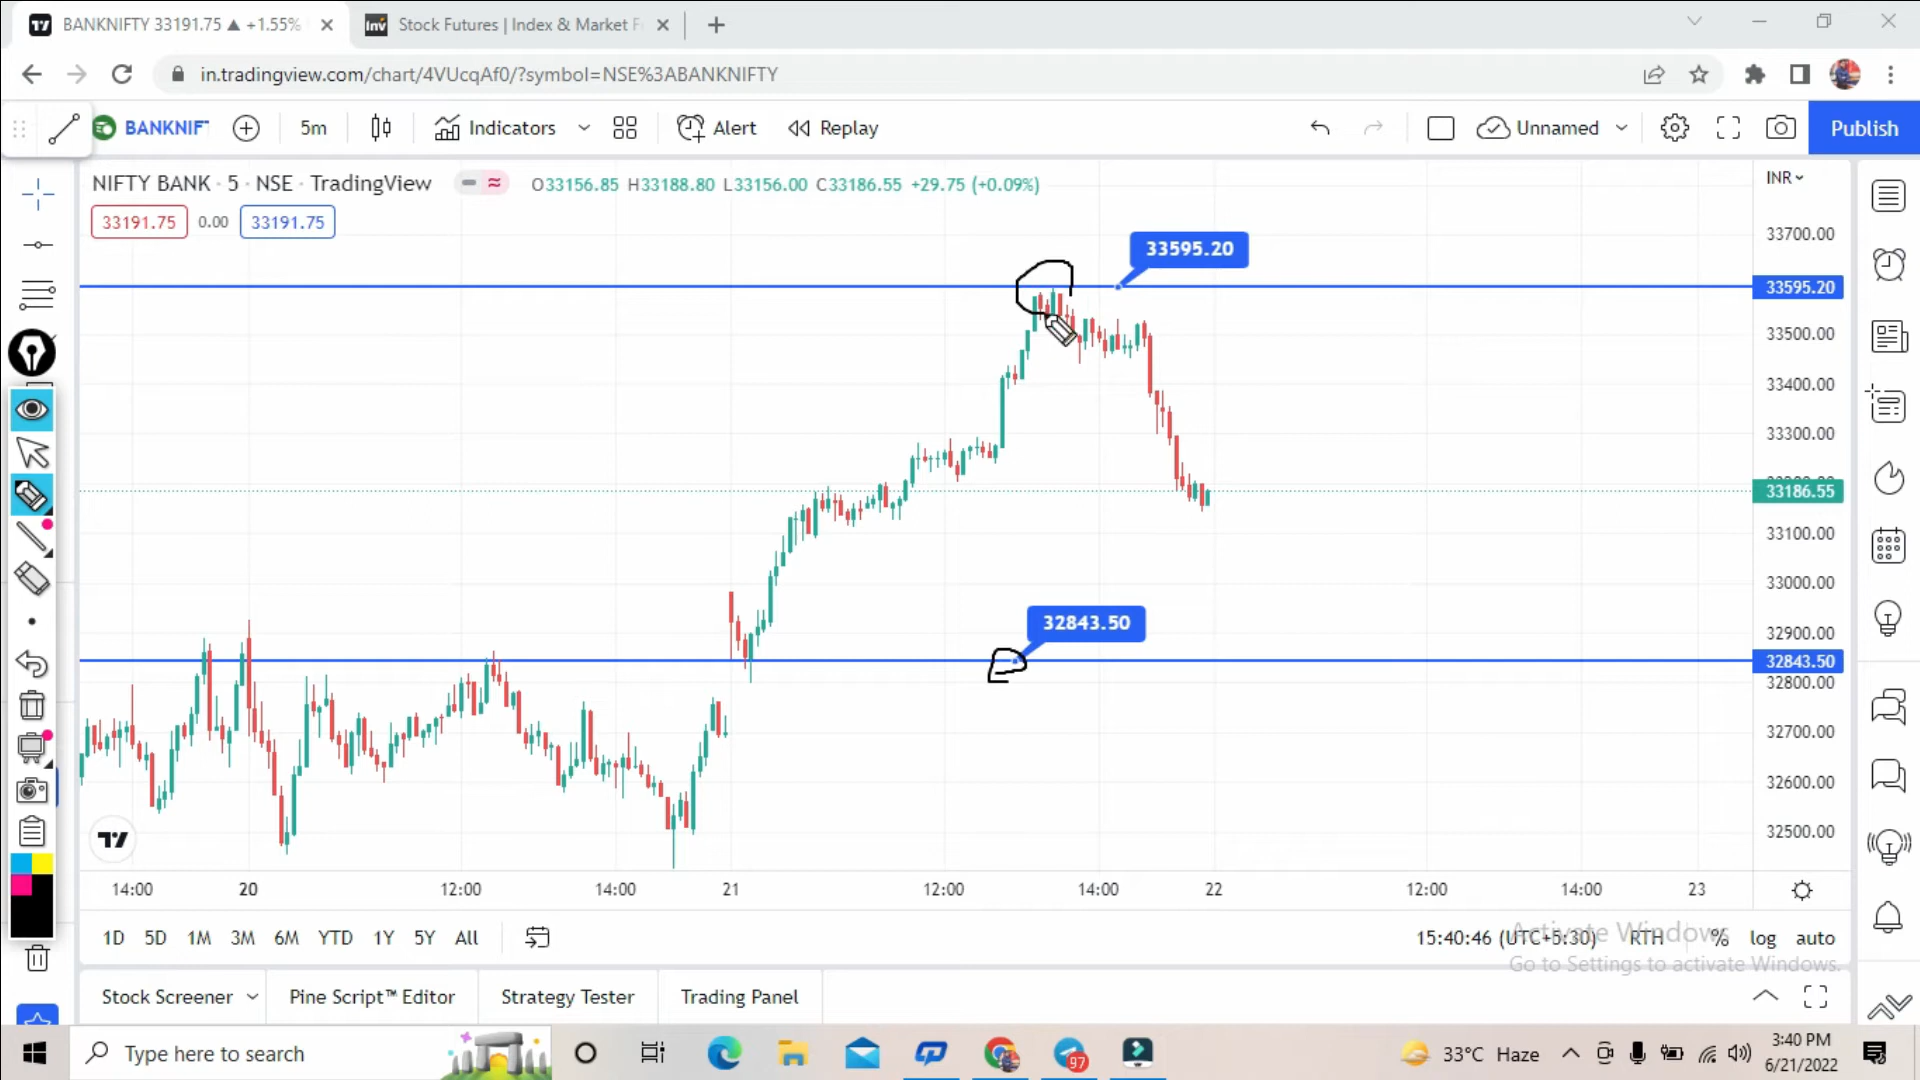 BANKNIFTY 33191.75 ▲ +1.55%
Inv Stock Futures | Index & Market F
in.tradingview.com/chart/4VUcqAf0/?symbol=NSE%3ABANKNIFTY
BANKNIFT 5m Indicators Alert Replay Unnamed Publish
NIFTY BANK · 5 · NSE · TradingView O33156.85 H33188.80 L33156.00 C33186.55 +29.75 (+0.09%) INR
33191.75 0.00 33191.75
33700.00
33595.20
33595.20
33500.00
33400.00
33300.00
33186.55
33100.00
33000.00
32843.50
32900.00
32843.50
32800.00
32700.00
32600.00
32500.00
14:00 20 12:00 14:00 21 12:00 14:00 22 12:00 14:00 23
1D 5D 1M 3M 6M YTD 1Y 5Y All 15:40:46 (UTC+5:30) RTH % log auto
Activate Windows
Go to Settings to activate Windows.
Stock Screener Pine Script™ Editor Strategy Tester Trading Panel
Type here to search 97 33°C Haze 3:40 PM
6/21/2022